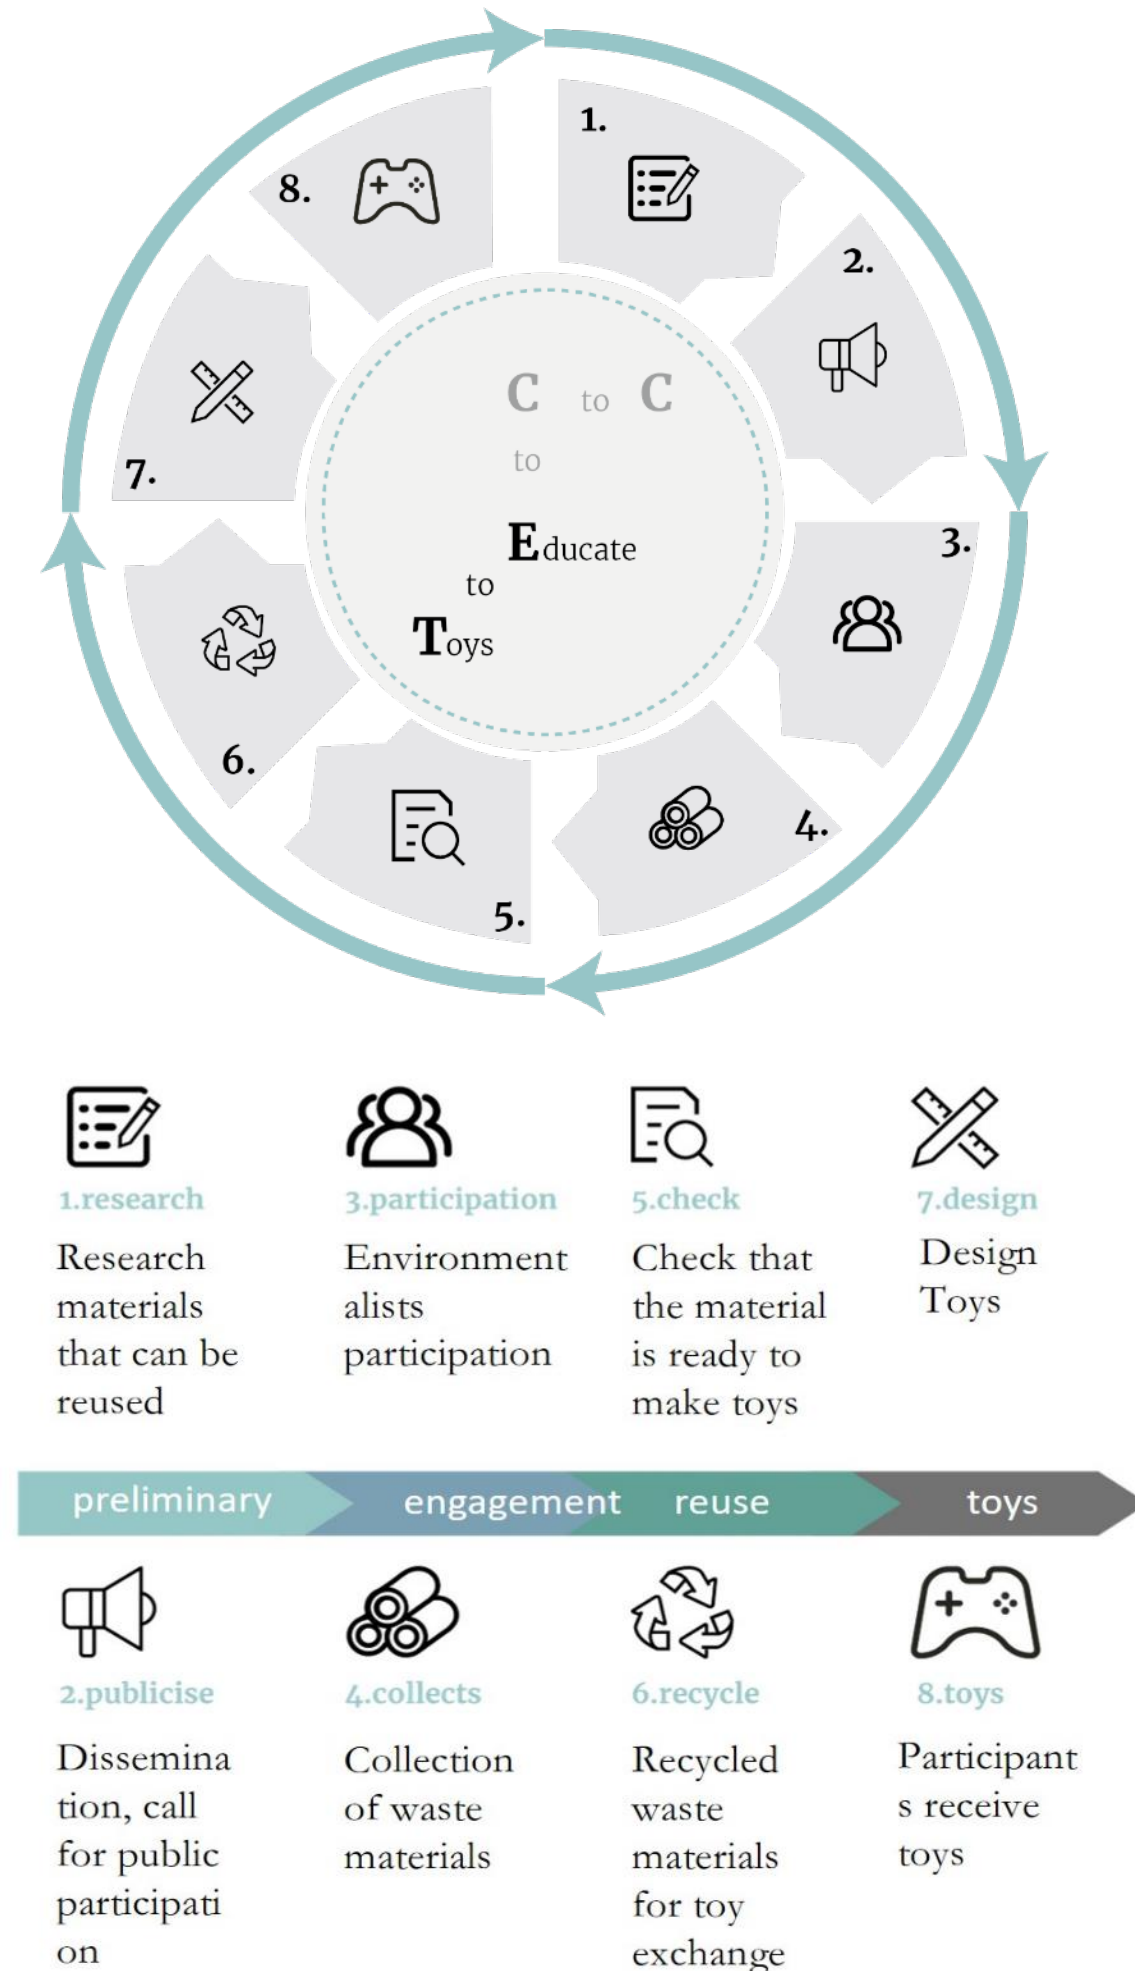 1.
8.
2.
C to C
to
7.
Educate
3.
to
Toys
6.
4.
5.
1.research
3.participation
5.check
7.design
Research
materials
that can be
reused
Environment
alists
participation
Check that
the material
is ready to
make toys
Design
Toys
preliminary
engagement
reuse
toys
2.publicise
4.collects
6.recycle
8.toys
Dissemina
tion, call
for public
participati
on
Collection
of waste
materials
Recycled
waste
materials
for toy
exchange
Participant
s receive
toys